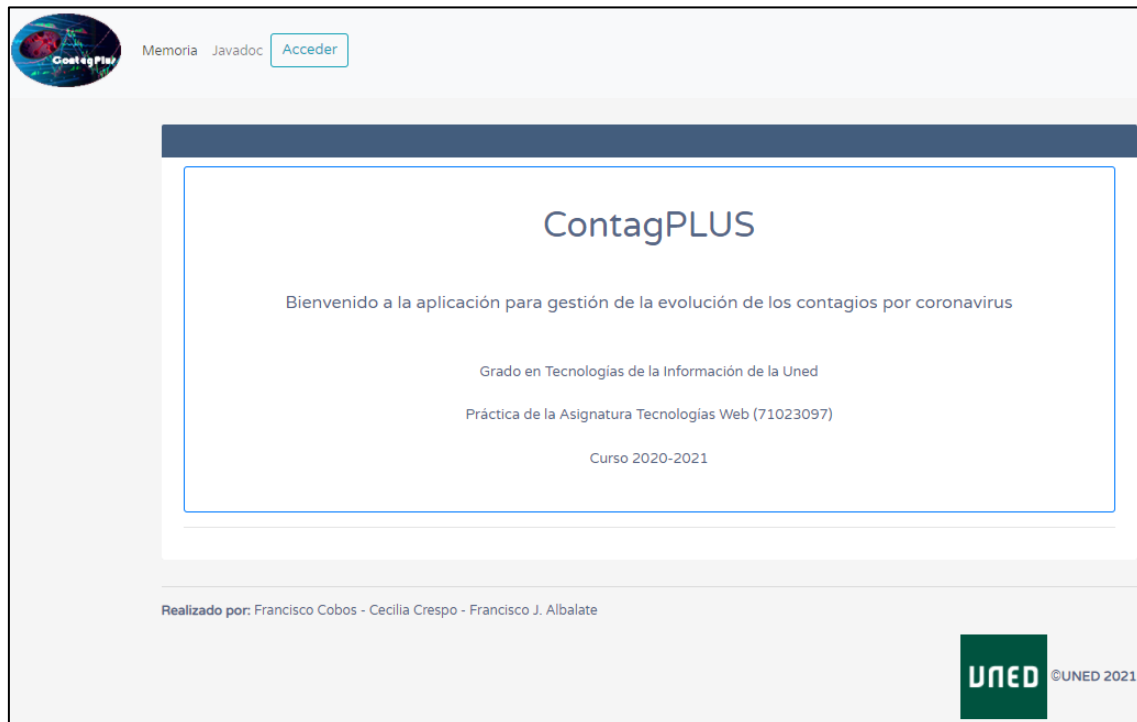 ContagPlus
Memoria Javadoc Acceder
ContagPLUS
Bienvenido a la aplicación para gestión de la evolución de los contagios por coronavirus
Grado en Tecnologías de la Información de la Uned
Práctica de la Asignatura Tecnologías Web (71023097)
Curso 2020-2021
Realizado por: Francisco Cobos - Cecilia Crespo - Francisco J. Albalate
UNED ©UNED 2021